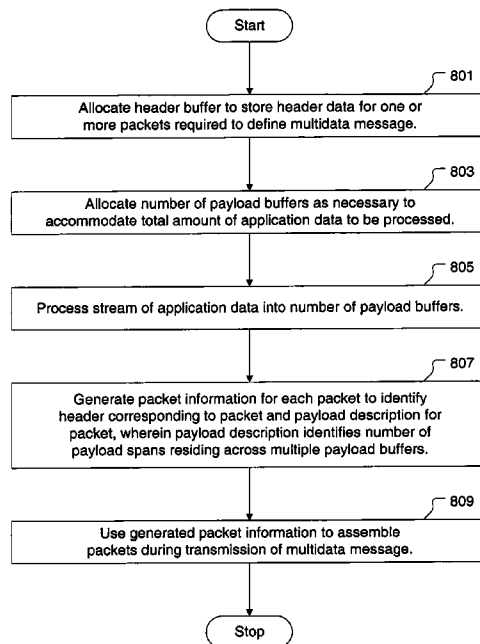 Start
801
Allocate header buffer to store header data for one or
more packets required to define multidata message.
803
Allocate number of payload buffers as necessary to
accommodate total amount of application data to be processed.
805
Process stream of application data into number of payload buffers.
807
Generate packet information for each packet to identify
header corresponding to packet and payload description for
packet, wherein payload description identifies number of
payload spans residing across multiple payload buffers.
809
Use generated packet information to assemble
packets during transmission of multidata message.
Stop